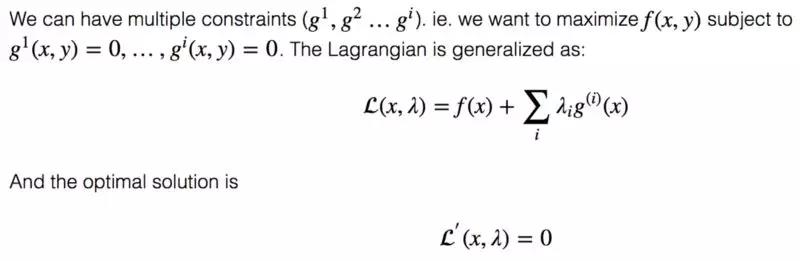 We can have multiple constraints (g¹, g² … gⁱ). ie. we want to maximize f(x, y) subject to
g¹(x, y) = 0, … , gⁱ(x, y) = 0. The Lagrangian is generalized as:
ℒ(x, λ) = f(x) + ∑ᵢ λᵢg⁽ⁱ⁾(x)
And the optimal solution is
ℒ′(x, λ) = 0